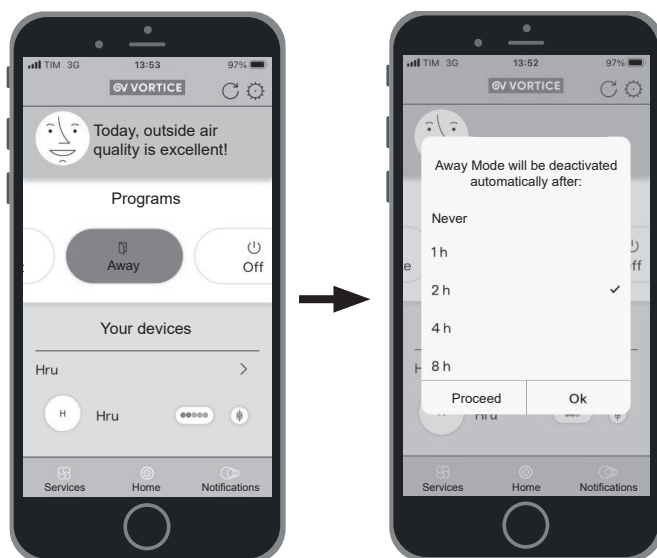 TIM 3G 13:53 97%
VORTICE
Today, outside air
quality is excellent!
Programs
Away
Off
Your devices
Hru
H Hru
Services Home Notifications
TIM 3G 13:52 97%
VORTICE
Away Mode will be deactivated
automatically after:
Never
1 h
2 h
4 h
8 h
Proceed Ok
Services Home Notifications